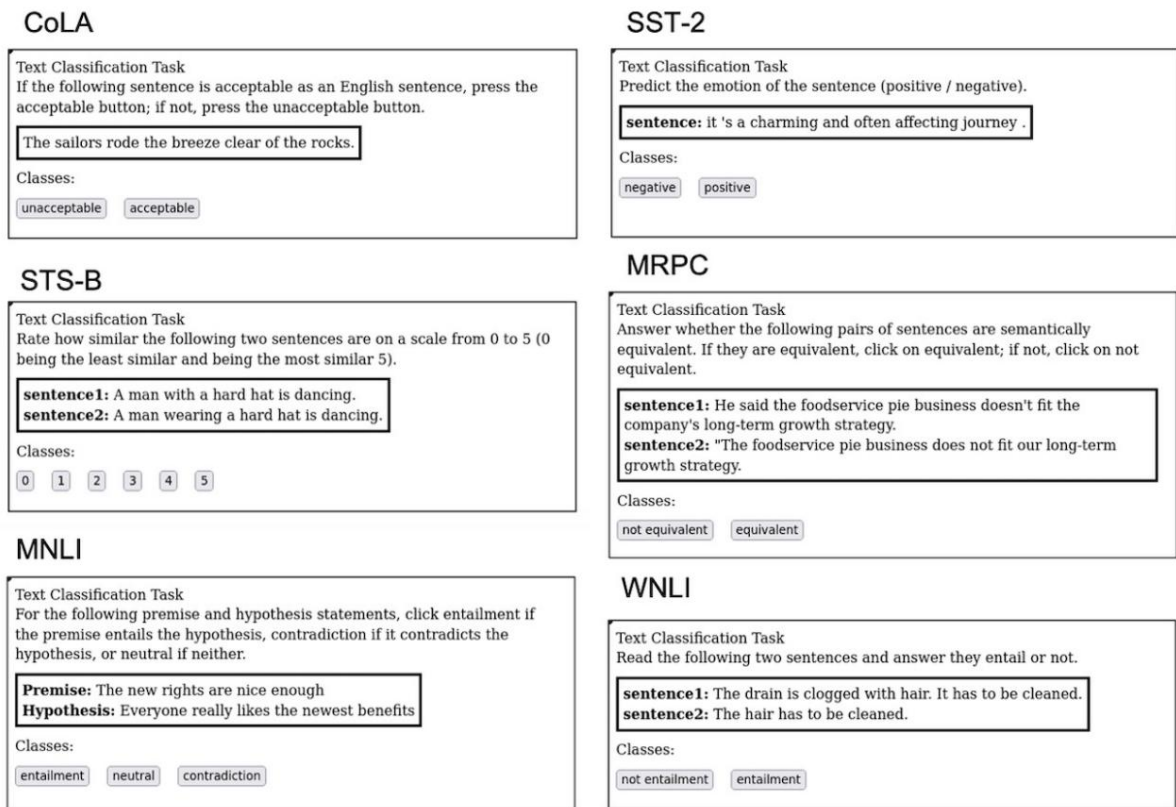 CoLA
Text Classification Task
If the following sentence is acceptable as an English sentence, press the
acceptable button; if not, press the unacceptable button.
The sailors rode the breeze clear of the rocks.
Classes:
unacceptable acceptable
SST-2
Text Classification Task
Predict the emotion of the sentence (positive / negative).
sentence: it 's a charming and often affecting journey .
Classes:
negative positive
STS-B
Text Classification Task
Rate how similar the following two sentences are on a scale from 0 to 5 (0
being the least similar and being the most similar 5).
sentence1: A man with a hard hat is dancing.
sentence2: A man wearing a hard hat is dancing.
Classes:
0 1 2 3 4 5
MRPC
Text Classification Task
Answer whether the following pairs of sentences are semantically
equivalent. If they are equivalent, click on equivalent; if not, click on not
equivalent.
sentence1: He said the foodservice pie business doesn't fit the
company's long-term growth strategy.
sentence2: "The foodservice pie business does not fit our long-term
growth strategy.
Classes:
not equivalent equivalent
MNLI
Text Classification Task
For the following premise and hypothesis statements, click entailment if
the premise entails the hypothesis, contradiction if it contradicts the
hypothesis, or neutral if neither.
Premise: The new rights are nice enough
Hypothesis: Everyone really likes the newest benefits
Classes:
entailment neutral contradiction
WNLI
Text Classification Task
Read the following two sentences and answer they entail or not.
sentence1: The drain is clogged with hair. It has to be cleaned.
sentence2: The hair has to be cleaned.
Classes:
not entailment entailment